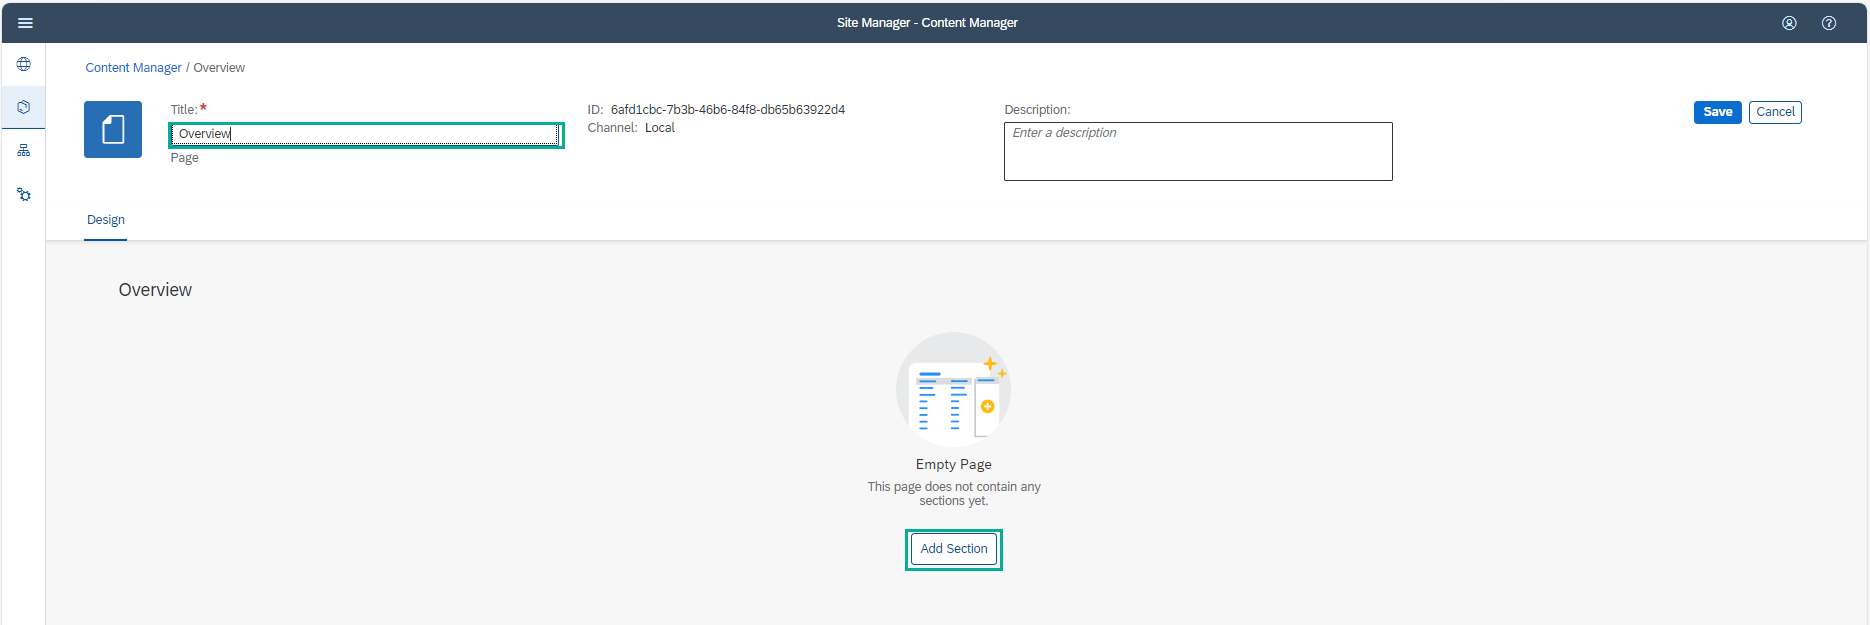 Site Manager - Content Manager
Content Manager / Overview
Title: *
Overview
Page
ID: 6afd1cbc-7b3b-46b6-84f8-db65b63922d4
Channel: Local
Description:
Enter a description
Save
Cancel
Design
Overview
Empty Page
This page does not contain any
sections yet.
Add Section